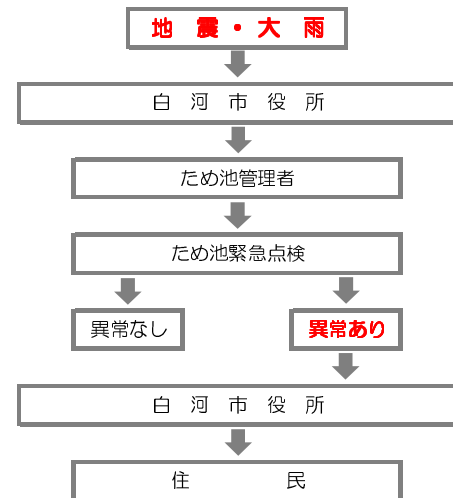 地　震・大　雨
白　河　市　役　所
ため池管理者
ため池緊急点検
異常なし
異常あり
白　河　市　役　所
住　　　　　民